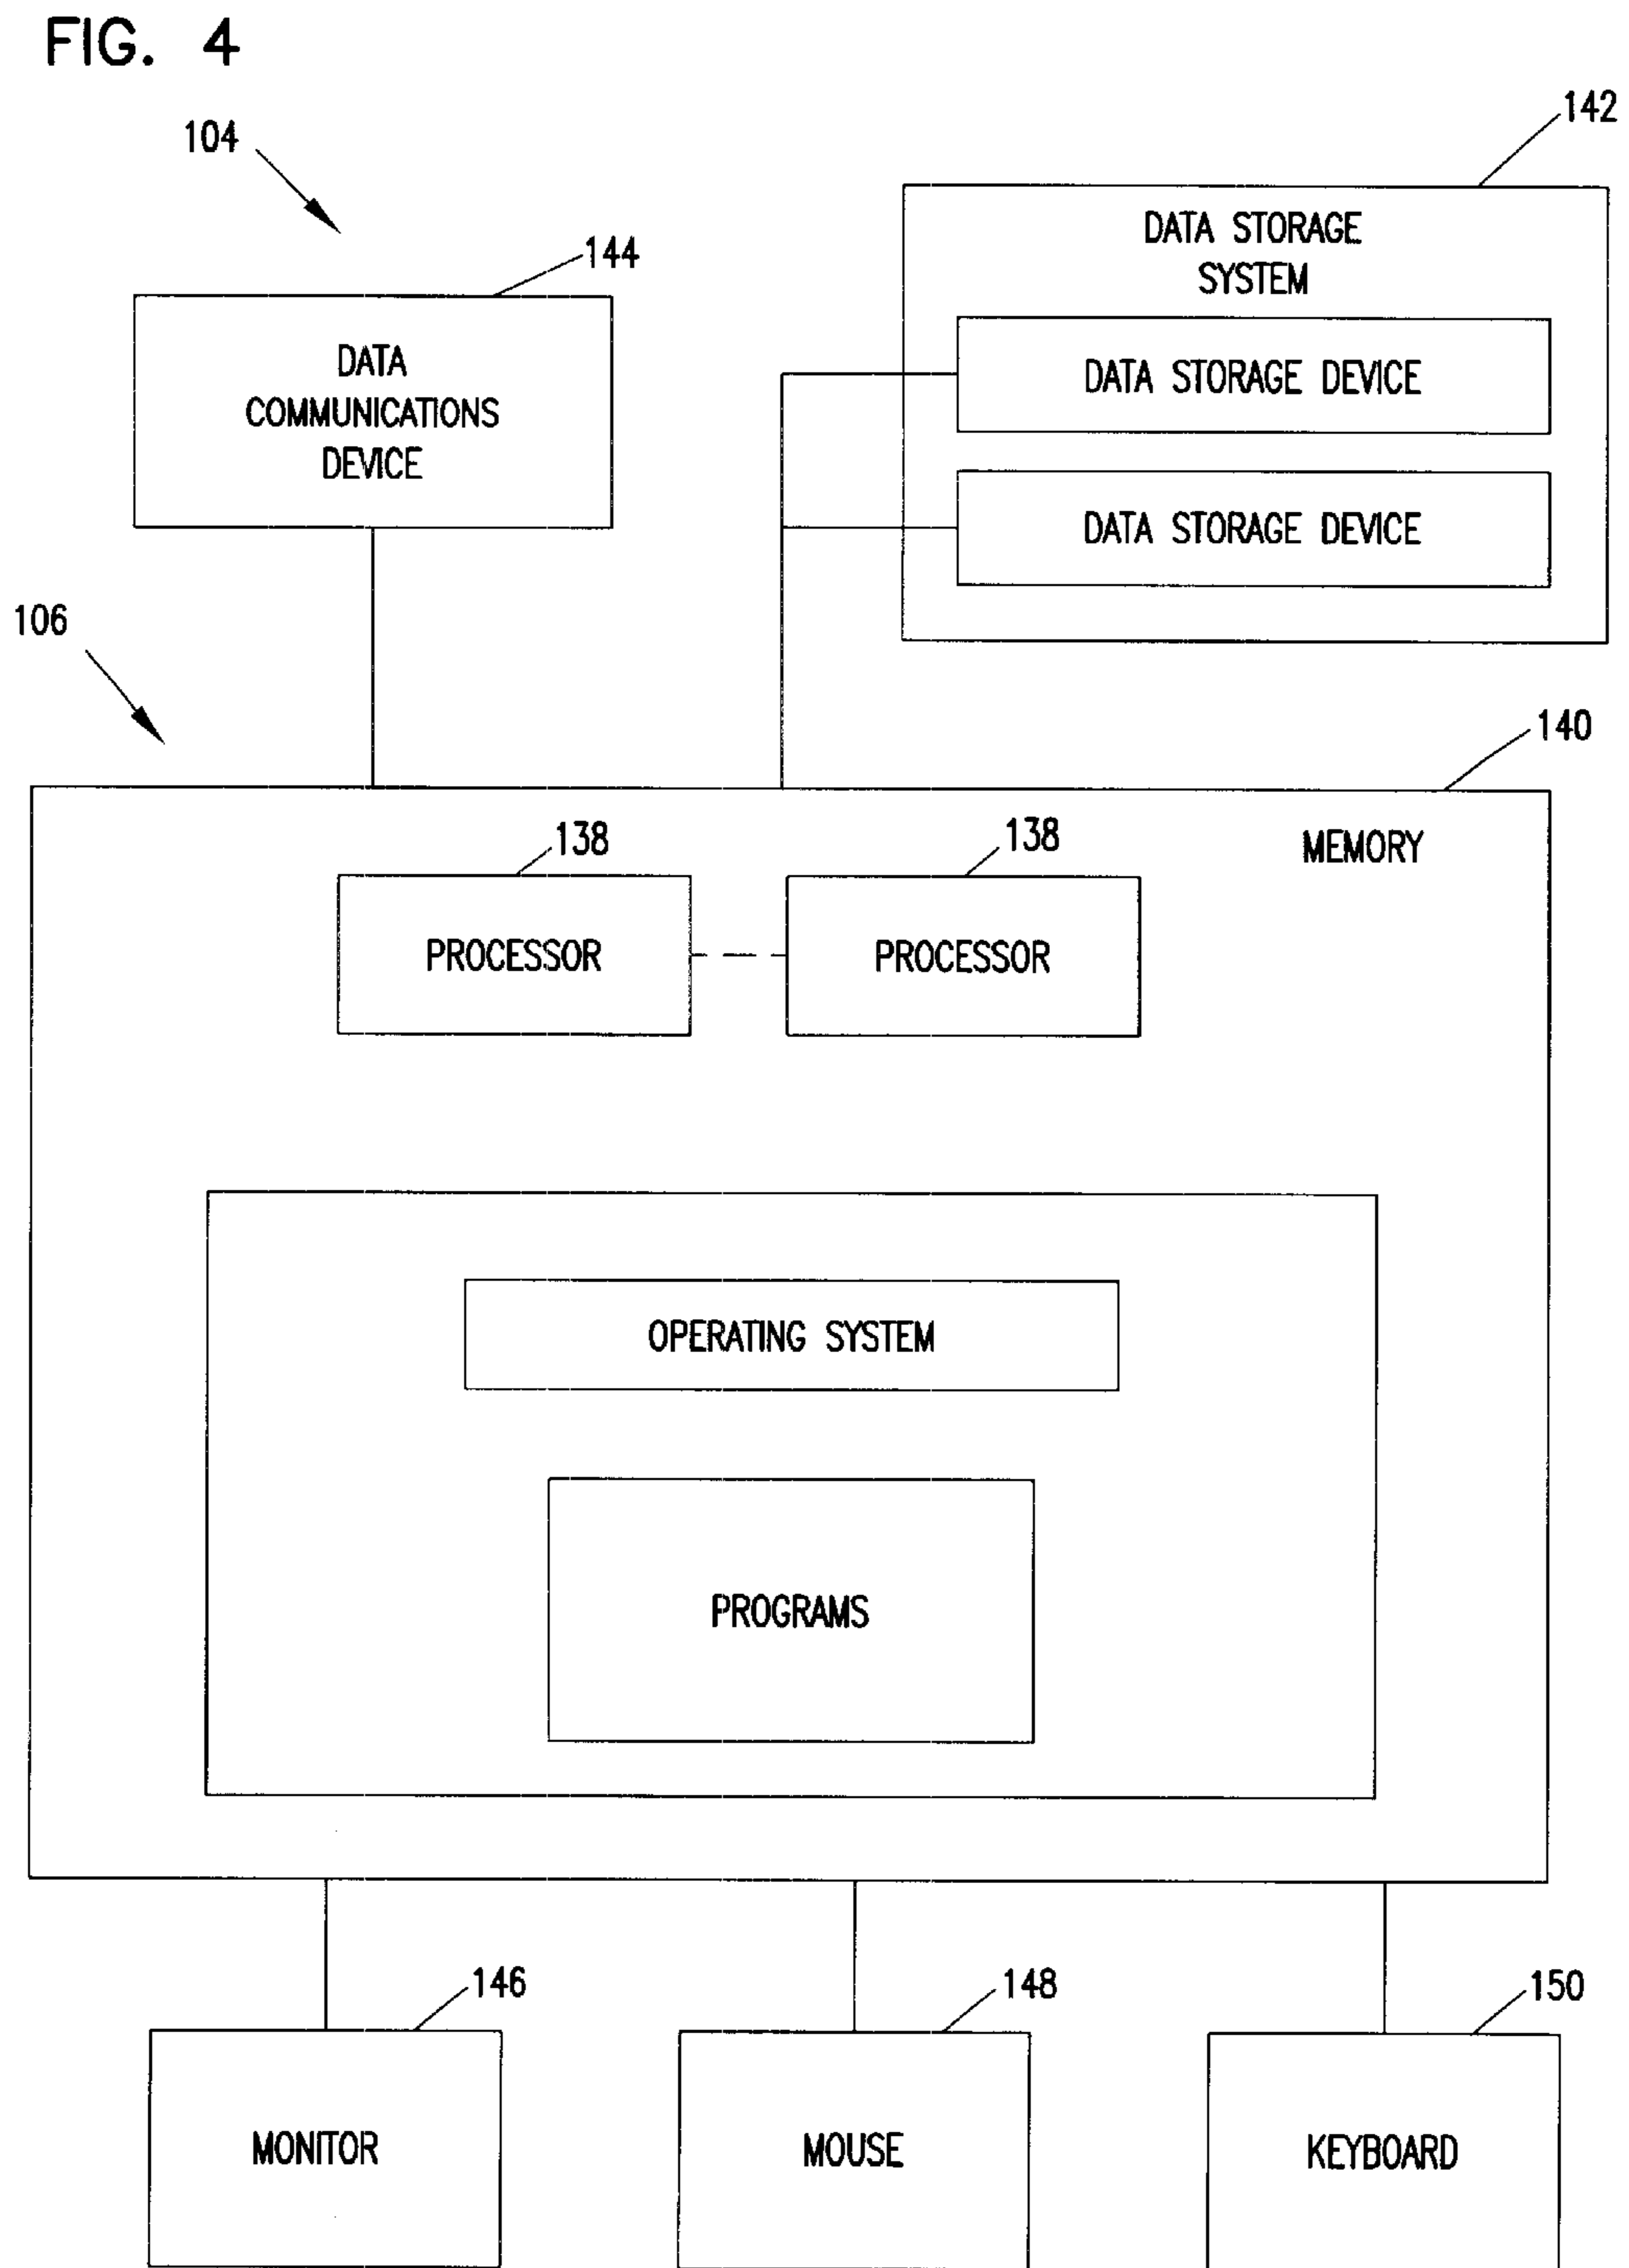 FIG. 4
104
142
144
DATA STORAGE
SYSTEM
DATA
COMMUNICATIONS
DEVICE
DATA STORAGE DEVICE
DATA STORAGE DEVICE
106
140
MEMORY
138
138
PROCESSOR
PROCESSOR
OPERATING SYSTEM
PROGRAMS
146
148
150
MONITOR
MOUSE
KEYBOARD